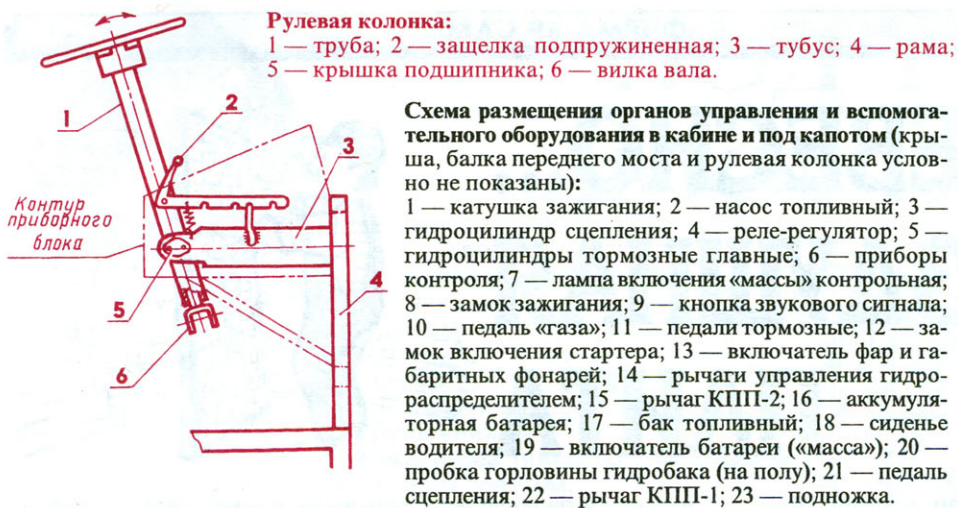 Рулевая колонка:
1 — труба; 2 — защелка подпружиненная; 3 — тубус; 4 — рама;
5 — крышка подшипника; 6 — вилка вала.
1
2
3
Контур
приборного
блока
4
5
6
Схема размещения органов управления и вспомога-
тельного оборудования в кабине и под капотом (кры-
ша, балка переднего моста и рулевая колонка услов-
но не показаны):
1 — катушка зажигания; 2 — насос топливный; 3 —
гидроцилиндр сцепления; 4 — реле-регулятор; 5 —
гидроцилиндры тормозные главные; 6 — приборы
контроля; 7 — лампа включения «массы» контрольная;
8 — замок зажигания; 9 — кнопка звукового сигнала;
10 — педаль «газа»; 11 — педали тормозные; 12 — за-
мок включения стартера; 13 — включатель фар и га-
баритных фонарей; 14 — рычаги управления гидро-
распределителем; 15 — рычаг КПП-2; 16 — аккумуля-
торная батарея; 17 — бак топливный; 18 — сиденье
водителя; 19 — включатель батареи («масса»); 20 —
пробка горловины гидробака (на полу); 21 — педаль
сцепления; 22 — рычаг КПП-1; 23 — подножка.